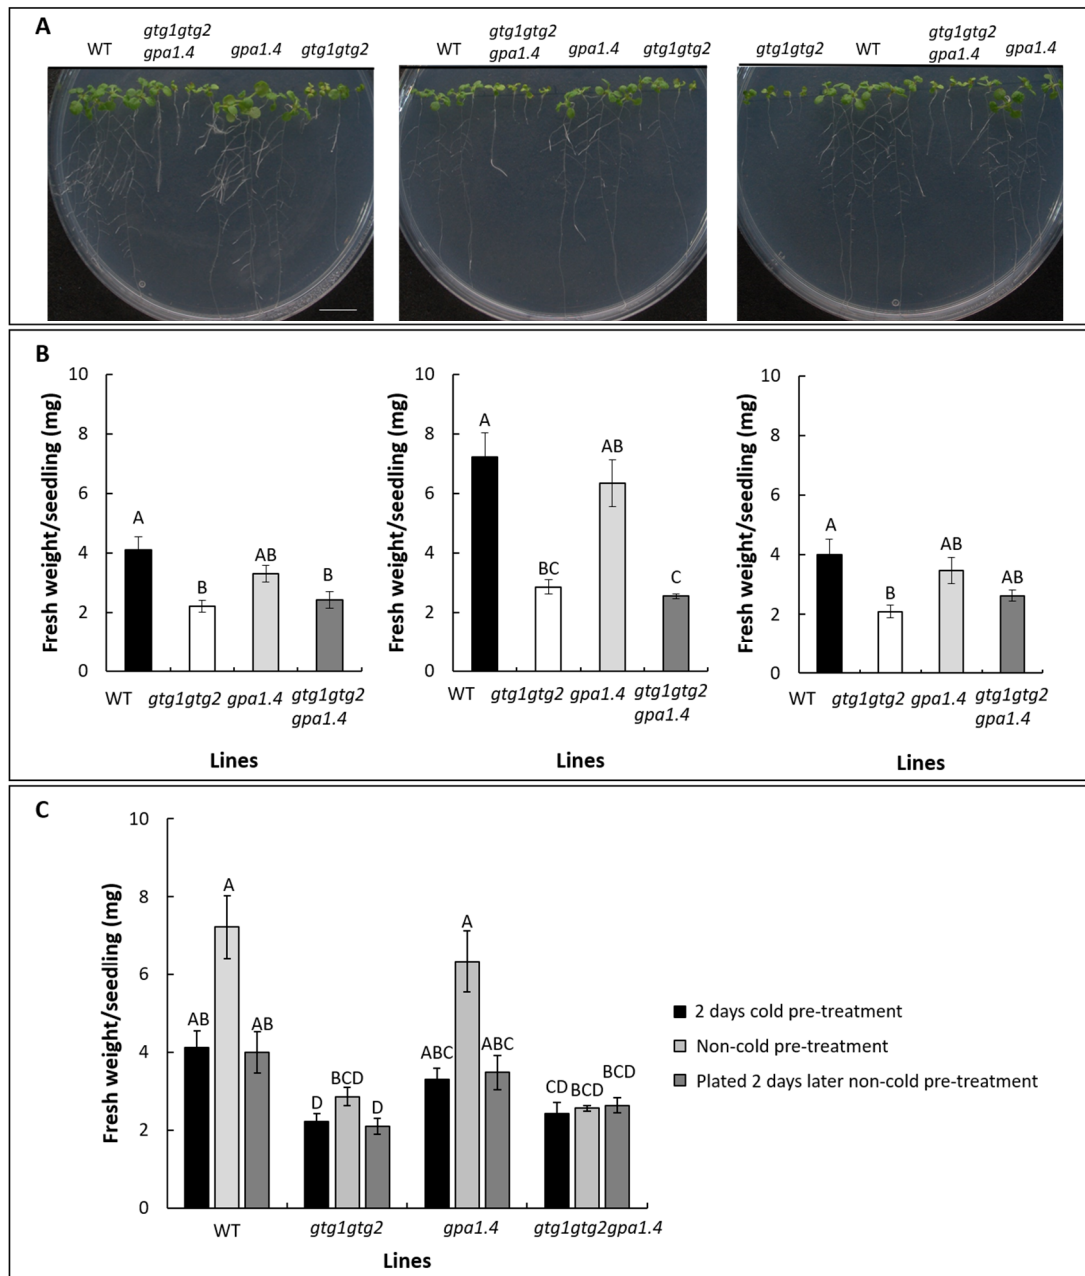 A
WT
gtg1gtg2
gpa1.4
gpa1.4
gtg1gtg2
WT
gtg1gtg2
gpa1.4
gpa1.4
gtg1gtg2
gtg1gtg2
WT
gtg1gtg2
gpa1.4
gpa1.4
B
Fresh weight/seedling (mg)
10
8
6
4
2
0
A
B
AB
B
WT
gtg1gtg2
gpa1.4
gtg1gtg2
gpa1.4
Lines
Fresh weight/seedling (mg)
10
8
6
4
2
0
A
BC
AB
C
WT
gtg1gtg2
gpa1.4
gtg1gtg2
gpa1.4
Lines
Fresh weight/seedling (mg)
10
8
6
4
2
0
A
B
AB
AB
WT
gtg1gtg2
gpa1.4
gtg1gtg2
gpa1.4
Lines
C
Fresh weight/seedling (mg)
10
8
6
4
2
0
AB
A
AB
D
BCD
D
ABC
A
ABC
CD
BCD
BCD
WT
gtg1gtg2
gpa1.4
gtg1gtg2gpa1.4
Lines
2 days cold pre-treatment
Non-cold pre-treatment
Plated 2 days later non-cold pre-treatment